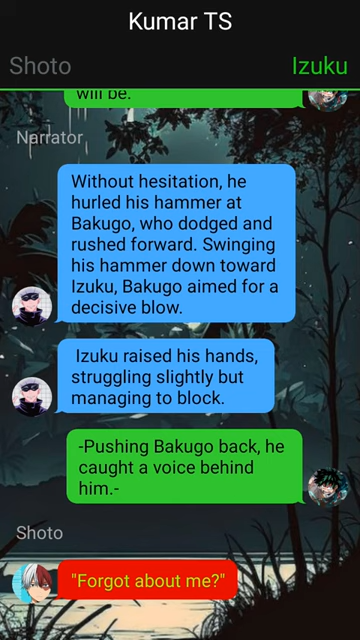 Kumar TS
Shoto
Izuku
will be.
Narrator
Without hesitation, he
hurled his hammer at
Bakugo, who dodged and
rushed forward. Swinging
his hammer down toward
Izuku, Bakugo aimed for a
decisive blow.
Izuku raised his hands,
struggling slightly but
managing to block.
-Pushing Bakugo back, he
caught a voice behind
him.-
Shoto
"Forgot about me?"